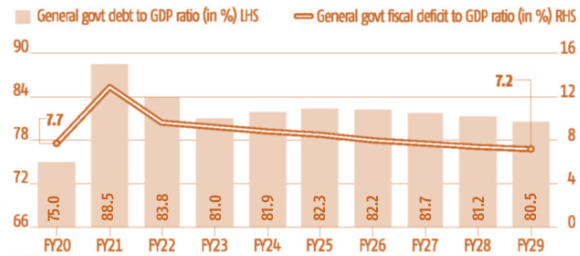 General govt debt to GDP ratio (in %) LHS General govt fiscal deficit to GDP ratio (in %) RHS
90 16
7.2
84 12
7.7
78 8
72 4
66 0
75.0 88.5 83.8 81.0 81.9 82.3 82.2 81.7 81.2 80.5
FY20 FY21 FY22 FY23 FY24 FY25 FY26 FY27 FY28 FY29